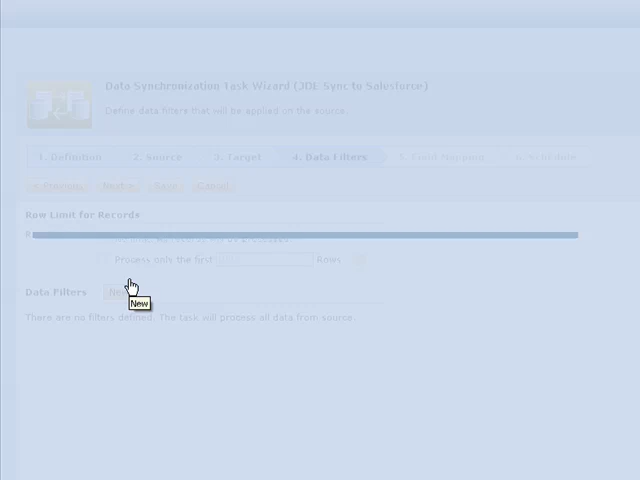 Data Synchronization Task Wizard (JDE Sync to Salesforce)
Define data filters that will be applied on the source.
1. Definition 2. Source 3. Target 4. Data Filters 5. Field Mapping 6. Schedule
< Previous Next > Save Cancel
Row Limit for Records
Process only the first Rows
Data Filters New
New
There are no filters defined. The task will process all data from source.